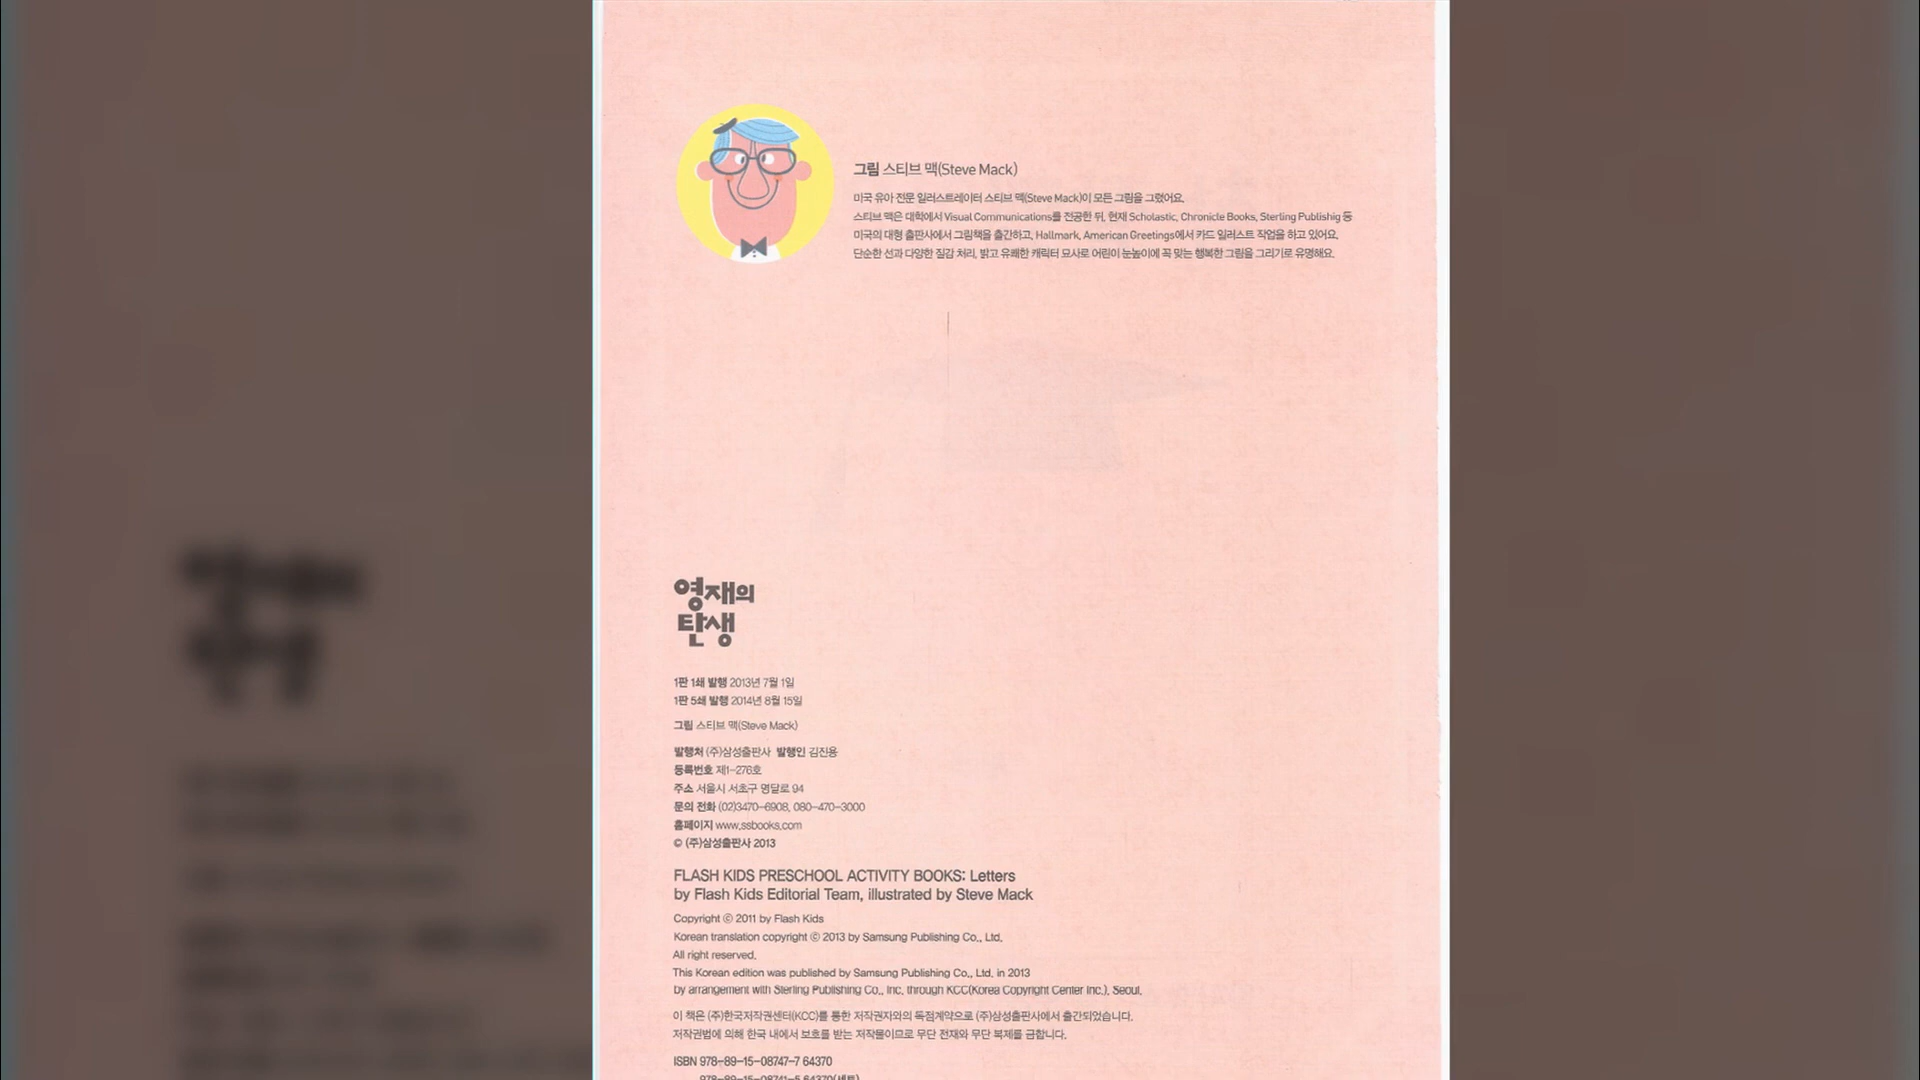 그림 스티브 맥(Steve Mack)
미국 유아 전문 일러스트레이터 스티브 맥(Steve Mack)이 모든 그림을 그렸어요.
스티브 맥은 대학에서 Visual Communications를 전공한 뒤, 현재 Scholastic, Chronicle Books, Sterling Publishig 등
미국의 대형 출판사에서 그림책을 출간하고, Hallmark, American Greetings에서 카드 일러스트 작업을 하고 있어요.
단순한 선과 다양한 질감 처리, 밝고 유쾌한 캐릭터 묘사로 어린이 눈높이에 꼭 맞는 행복한 그림을 그리기로 유명해요.
영재의
탄생
1판 1쇄 발행 2013년 7월 1일
1판 5쇄 발행 2014년 8월 15일
그림 스티브 맥(Steve Mack)
발행처 (주)삼성출판사 발행인 김진용
등록번호 제1-276호
주소 서울시 서초구 명달로 94
문의 전화 (02)3470-6908, 080-470-3000
홈페이지 www.ssbooks.com
© (주)삼성출판사 2013
FLASH KIDS PRESCHOOL ACTIVITY BOOKS: Letters
by Flash Kids Editorial Team, illustrated by Steve Mack
Copyright ⓒ 2011 by Flash Kids
Korean translation copyright ⓒ 2013 by Samsung Publishing Co., Ltd.
All right reserved.
This Korean edition was published by Samsung Publishing Co., Ltd. in 2013
by arrangement with Sterling Publishing Co., Inc. through KCC(Korea Copyright Center Inc.), Seoul.
이 책은 (주)한국저작권센터(KCC)를 통한 저작권자와의 독점계약으로 (주)삼성출판사에서 출간되었습니다.
저작권법에 의해 한국 내에서 보호를 받는 저작물이므로 무단 전재와 무단 복제를 금합니다.
ISBN 978-89-15-08747-7 64370
978-89-15-08741-5 64370(세트)